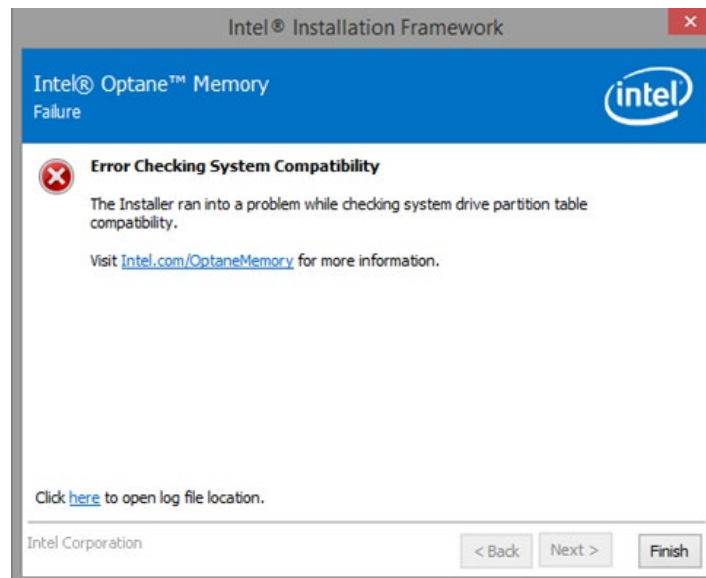 Intel® Installation Framework
Intel® Optane™ Memory
Failure
intel
Error Checking System Compatibility
The Installer ran into a problem while checking system drive partition table
compatibility.
Visit Intel.com/OptaneMemory for more information.
Click here to open log file location.
Intel Corporation
< Back Next > Finish